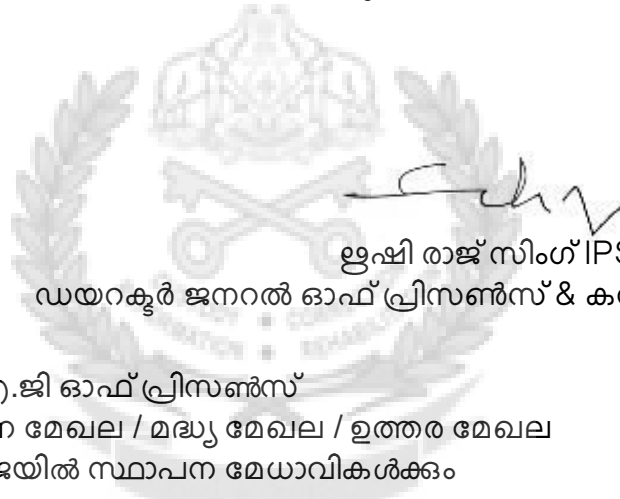 ഋഷി രാജ് സിംഗ് IPS
ഡയറക്ടർ ജനറൽ ഓഫ് പ്രിസൺസ് &
.ജി ഓഫ് പ്രിസൺസ്
മേഖല / മദ്ധ്യ മേഖല / ഉത്തര മേഖല
ജയിൽ സ്ഥാപന മേധാവികൾക്കും